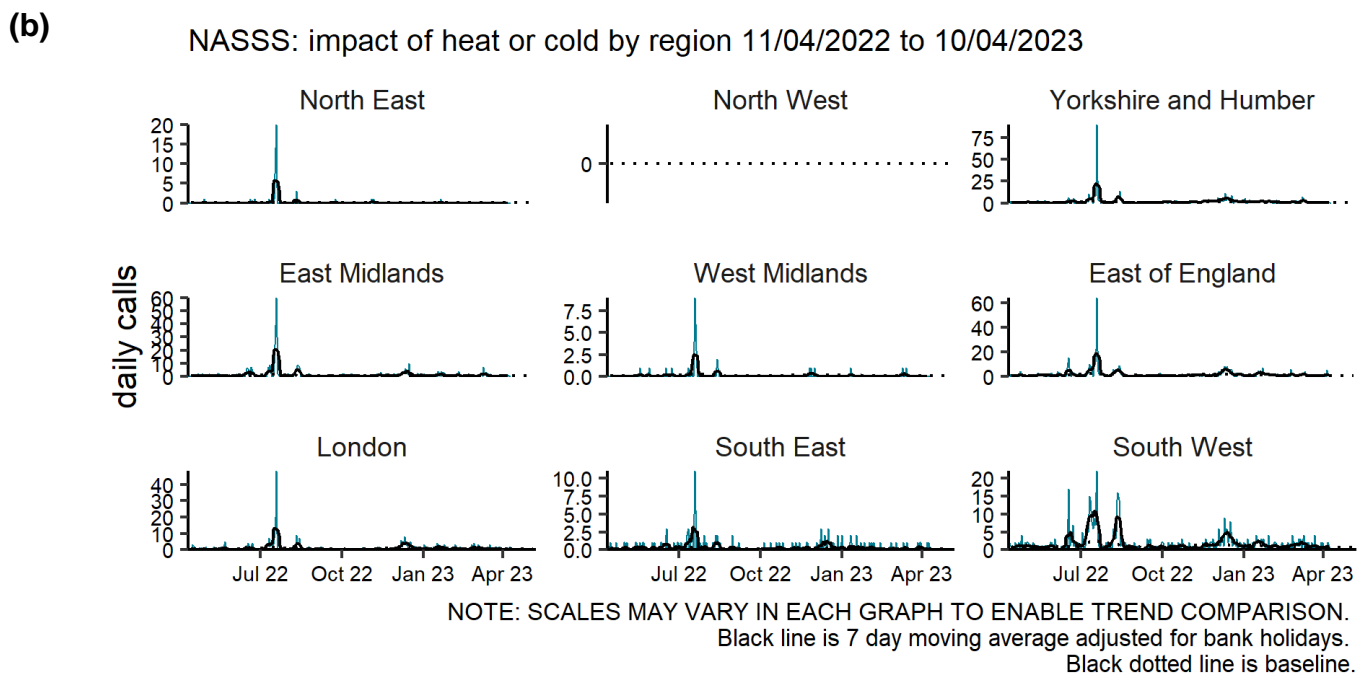 (b)
NASSS: impact of heat or cold by region 11/04/2022 to 10/04/2023
North East
20
15
10
5
0
North West
0
Yorkshire and Humber
75
50
25
0
daily calls
East Midlands
60
50
40
30
20
10
0
West Midlands
7.5
5.0
2.5
0.0
East of England
60
40
20
0
London
40
30
20
10
0
Jul 22 Oct 22 Jan 23 Apr 23
South East
10.0
7.5
5.0
2.5
0.0
Jul 22 Oct 22 Jan 23 Apr 23
South West
20
15
10
5
0
Jul 22 Oct 22 Jan 23 Apr 23
NOTE: SCALES MAY VARY IN EACH GRAPH TO ENABLE TREND COMPARISON.
Black line is 7 day moving average adjusted for bank holidays.
Black dotted line is baseline.